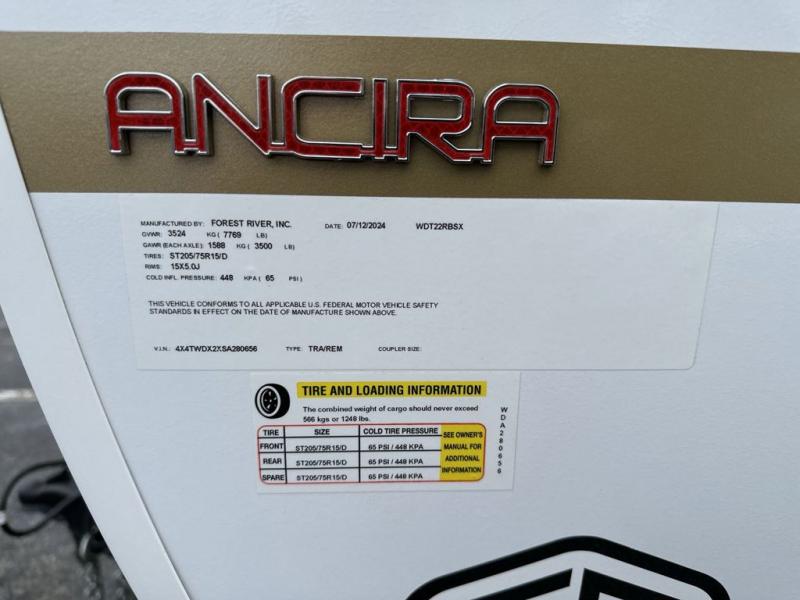 ANCIRA
MANUFACTURED BY: FOREST RIVER, INC. DATE: 07/12/2024 WDT22RBSX
GVWR: 3524 KG ( 7769 LB)
GAWR (EACH AXLE): 1588 KG ( 3500 LB)
TIRES: ST205/75R15/D
RIMS: 15X5.0J
COLD INFL. PRESSURE: 448 KPA ( 65 PSI )
THIS VEHICLE CONFORMS TO ALL APPLICABLE U.S. FEDERAL MOTOR VEHICLE SAFETY
STANDARDS IN EFFECT ON THE DATE OF MANUFACTURE SHOWN ABOVE.
V.I.N.: 4X4TWDX2XSA280656 TYPE: TRA/REM COUPLER SIZE:
TIRE AND LOADING INFORMATION
The combined weight of cargo should never exceed
566 kgs or 1248 lbs.
TIRE SIZE COLD TIRE PRESSURE
FRONT ST205/75R15/D 65 PSI / 448 KPA
REAR ST205/75R15/D 65 PSI / 448 KPA
SPARE ST205/75R15/D 65 PSI / 448 KPA
SEE OWNER'S
MANUAL FOR
ADDITIONAL
INFORMATION
WDA280656